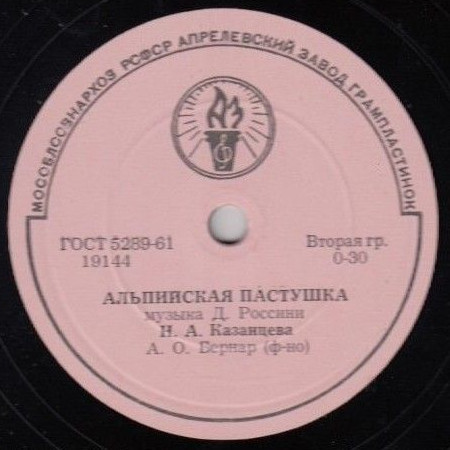 МОСОБЛСОВНАРХОЗ РСФСР АПРЕЛЕВСКИЙ ЗАВОД ГРАМПЛАСТИНОК
АЗ
ГОСТ 5289-61 Вторая гр.
19144 0-30
АЛЬПИЙСКАЯ ПАСТУШКА
музыка Д. Россини
Н. А. Казанцева
А. О. Бернар (ф-но)